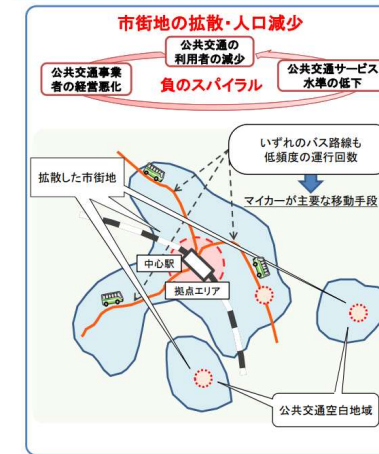 市街地の拡散・人口減少
公共交通の
利用者の減少
公共交通事業
者の経営悪化
負のスパイラル
公共交通サービス
水準の低下
いずれのバス路線も
低頻度の運行回数
拡散した市街地
マイカーが主要な移動手段
中心駅
拠点エリア
公共交通空白地域